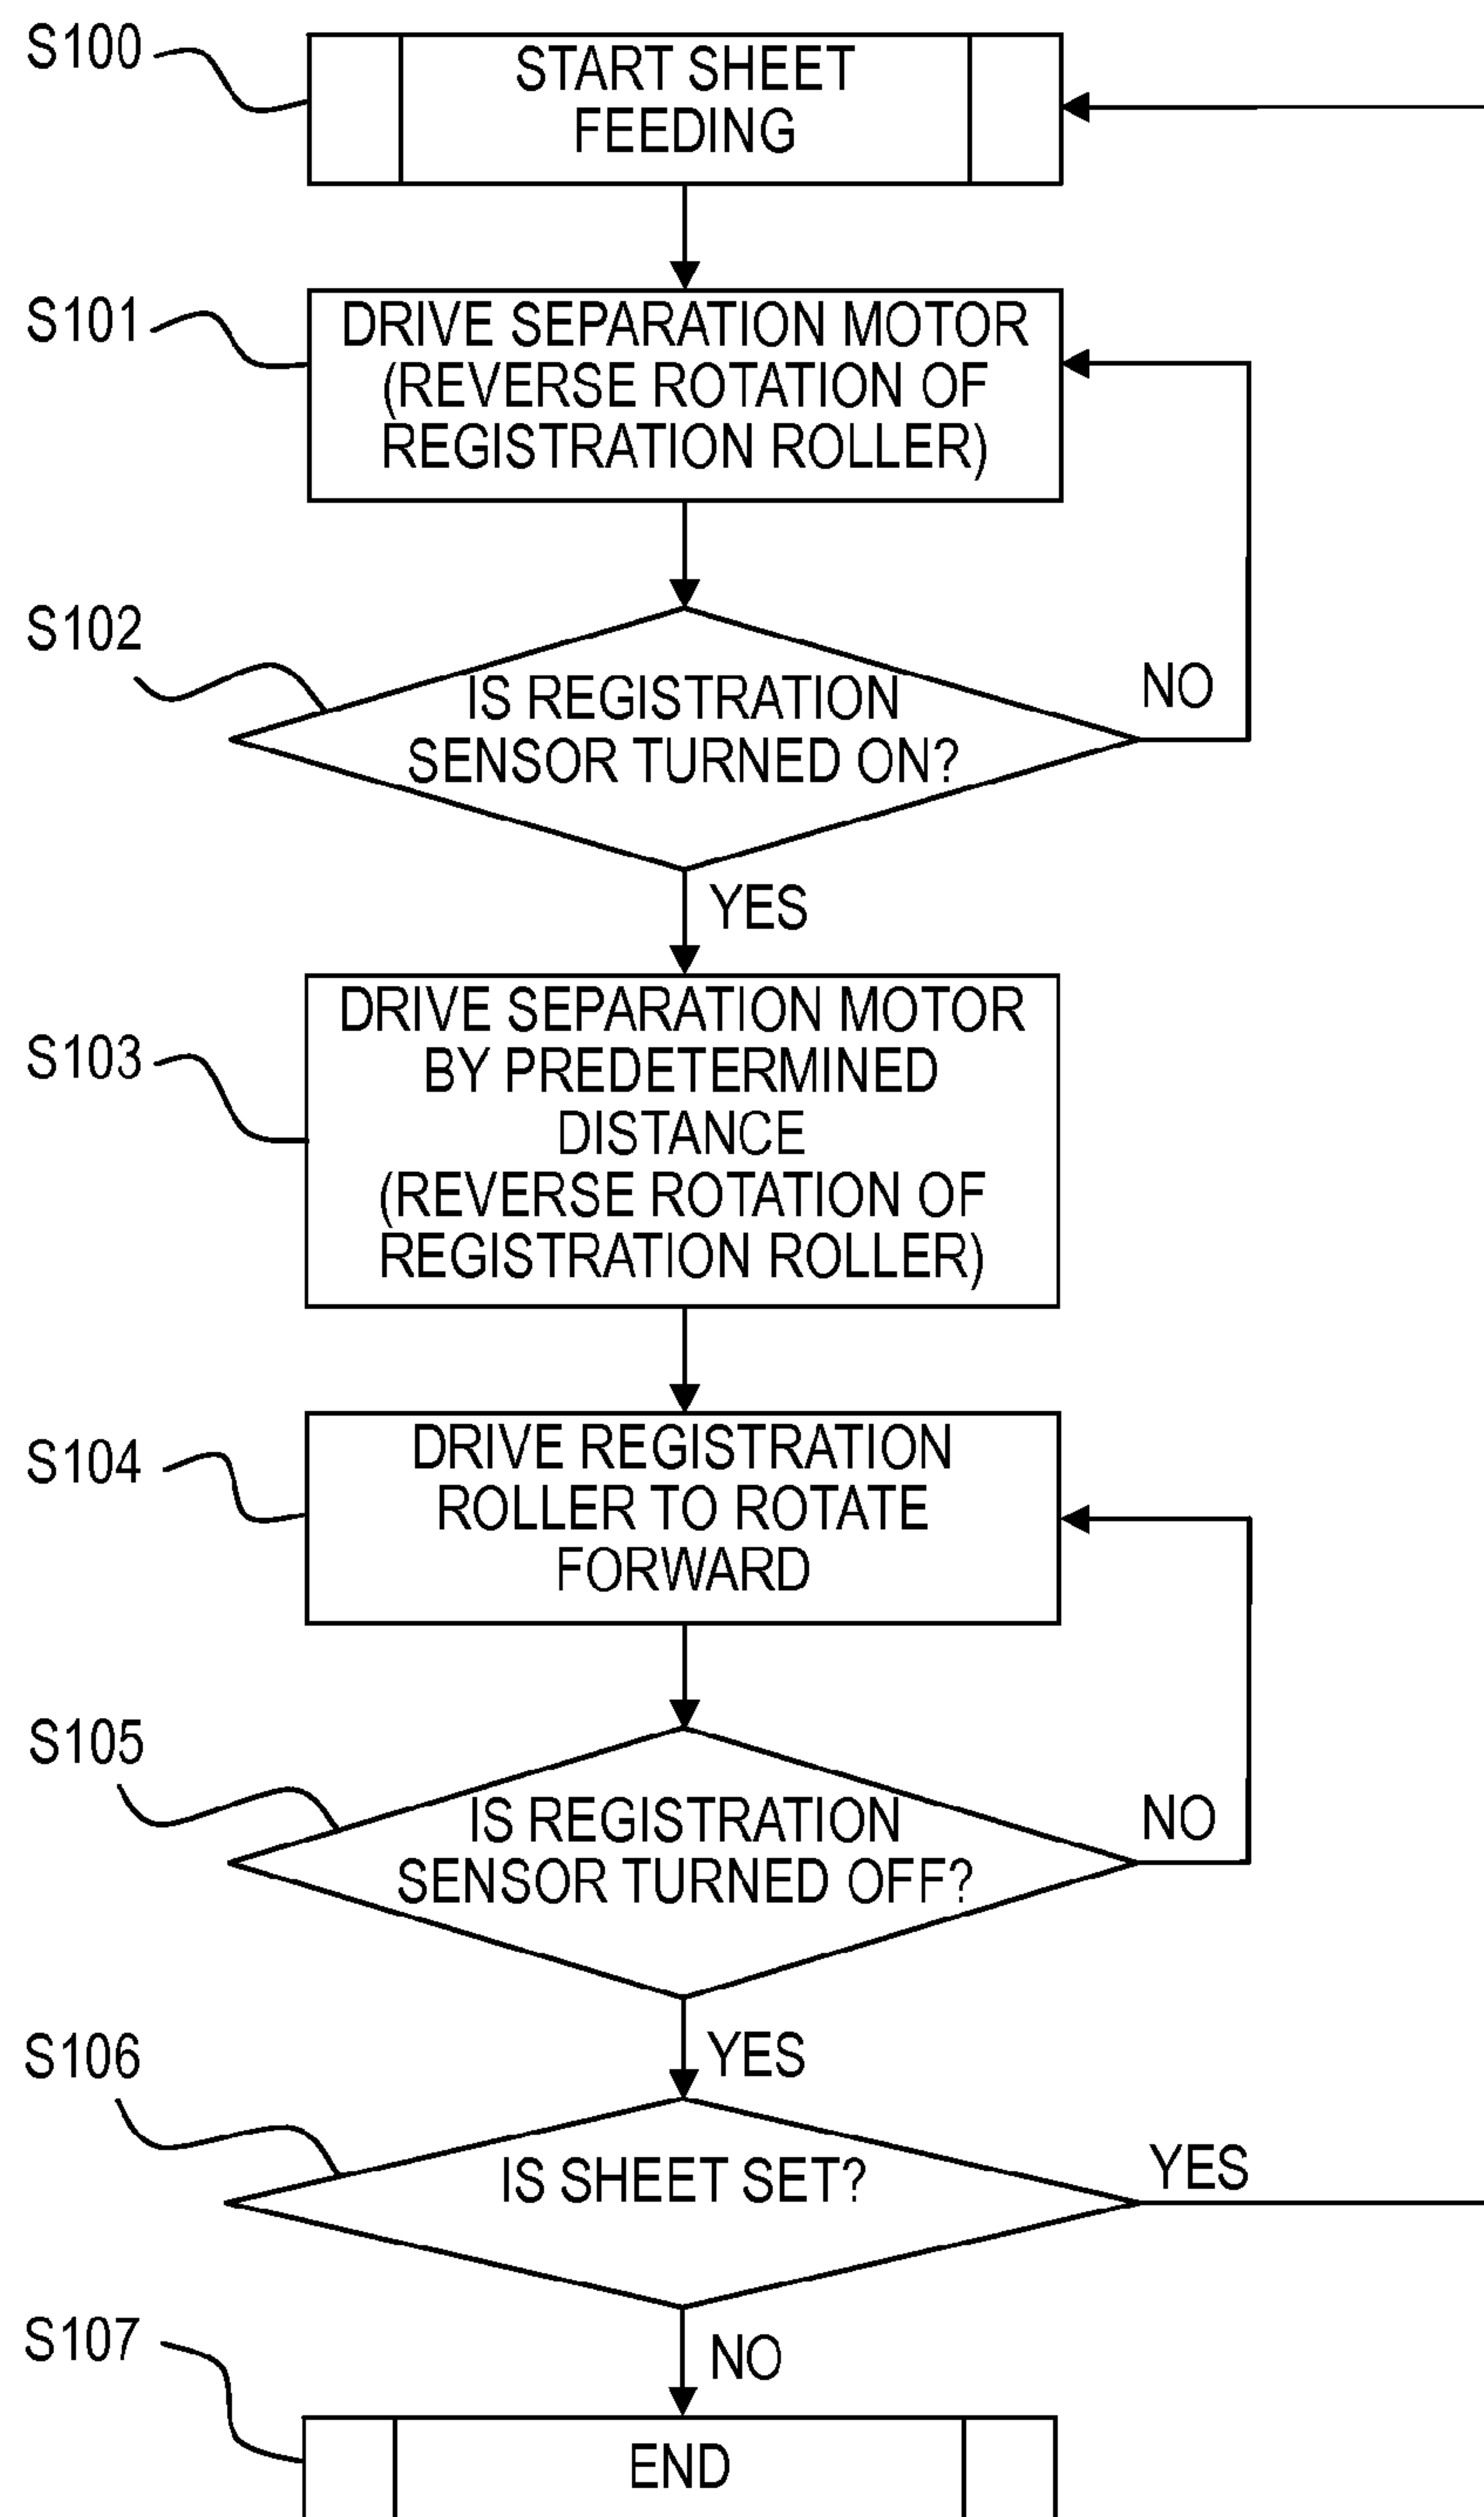 S100
START SHEET
FEEDING
S101
DRIVE SEPARATION MOTOR
(REVERSE ROTATION OF
REGISTRATION ROLLER)
S102
IS REGISTRATION
SENSOR TURNED ON?
NO
YES
S103
DRIVE SEPARATION MOTOR
BY PREDETERMINED
DISTANCE
(REVERSE ROTATION OF
REGISTRATION ROLLER)
S104
DRIVE REGISTRATION
ROLLER TO ROTATE
FORWARD
S105
IS REGISTRATION
SENSOR TURNED OFF?
NO
YES
S106
IS SHEET SET?
YES
NO
S107
END